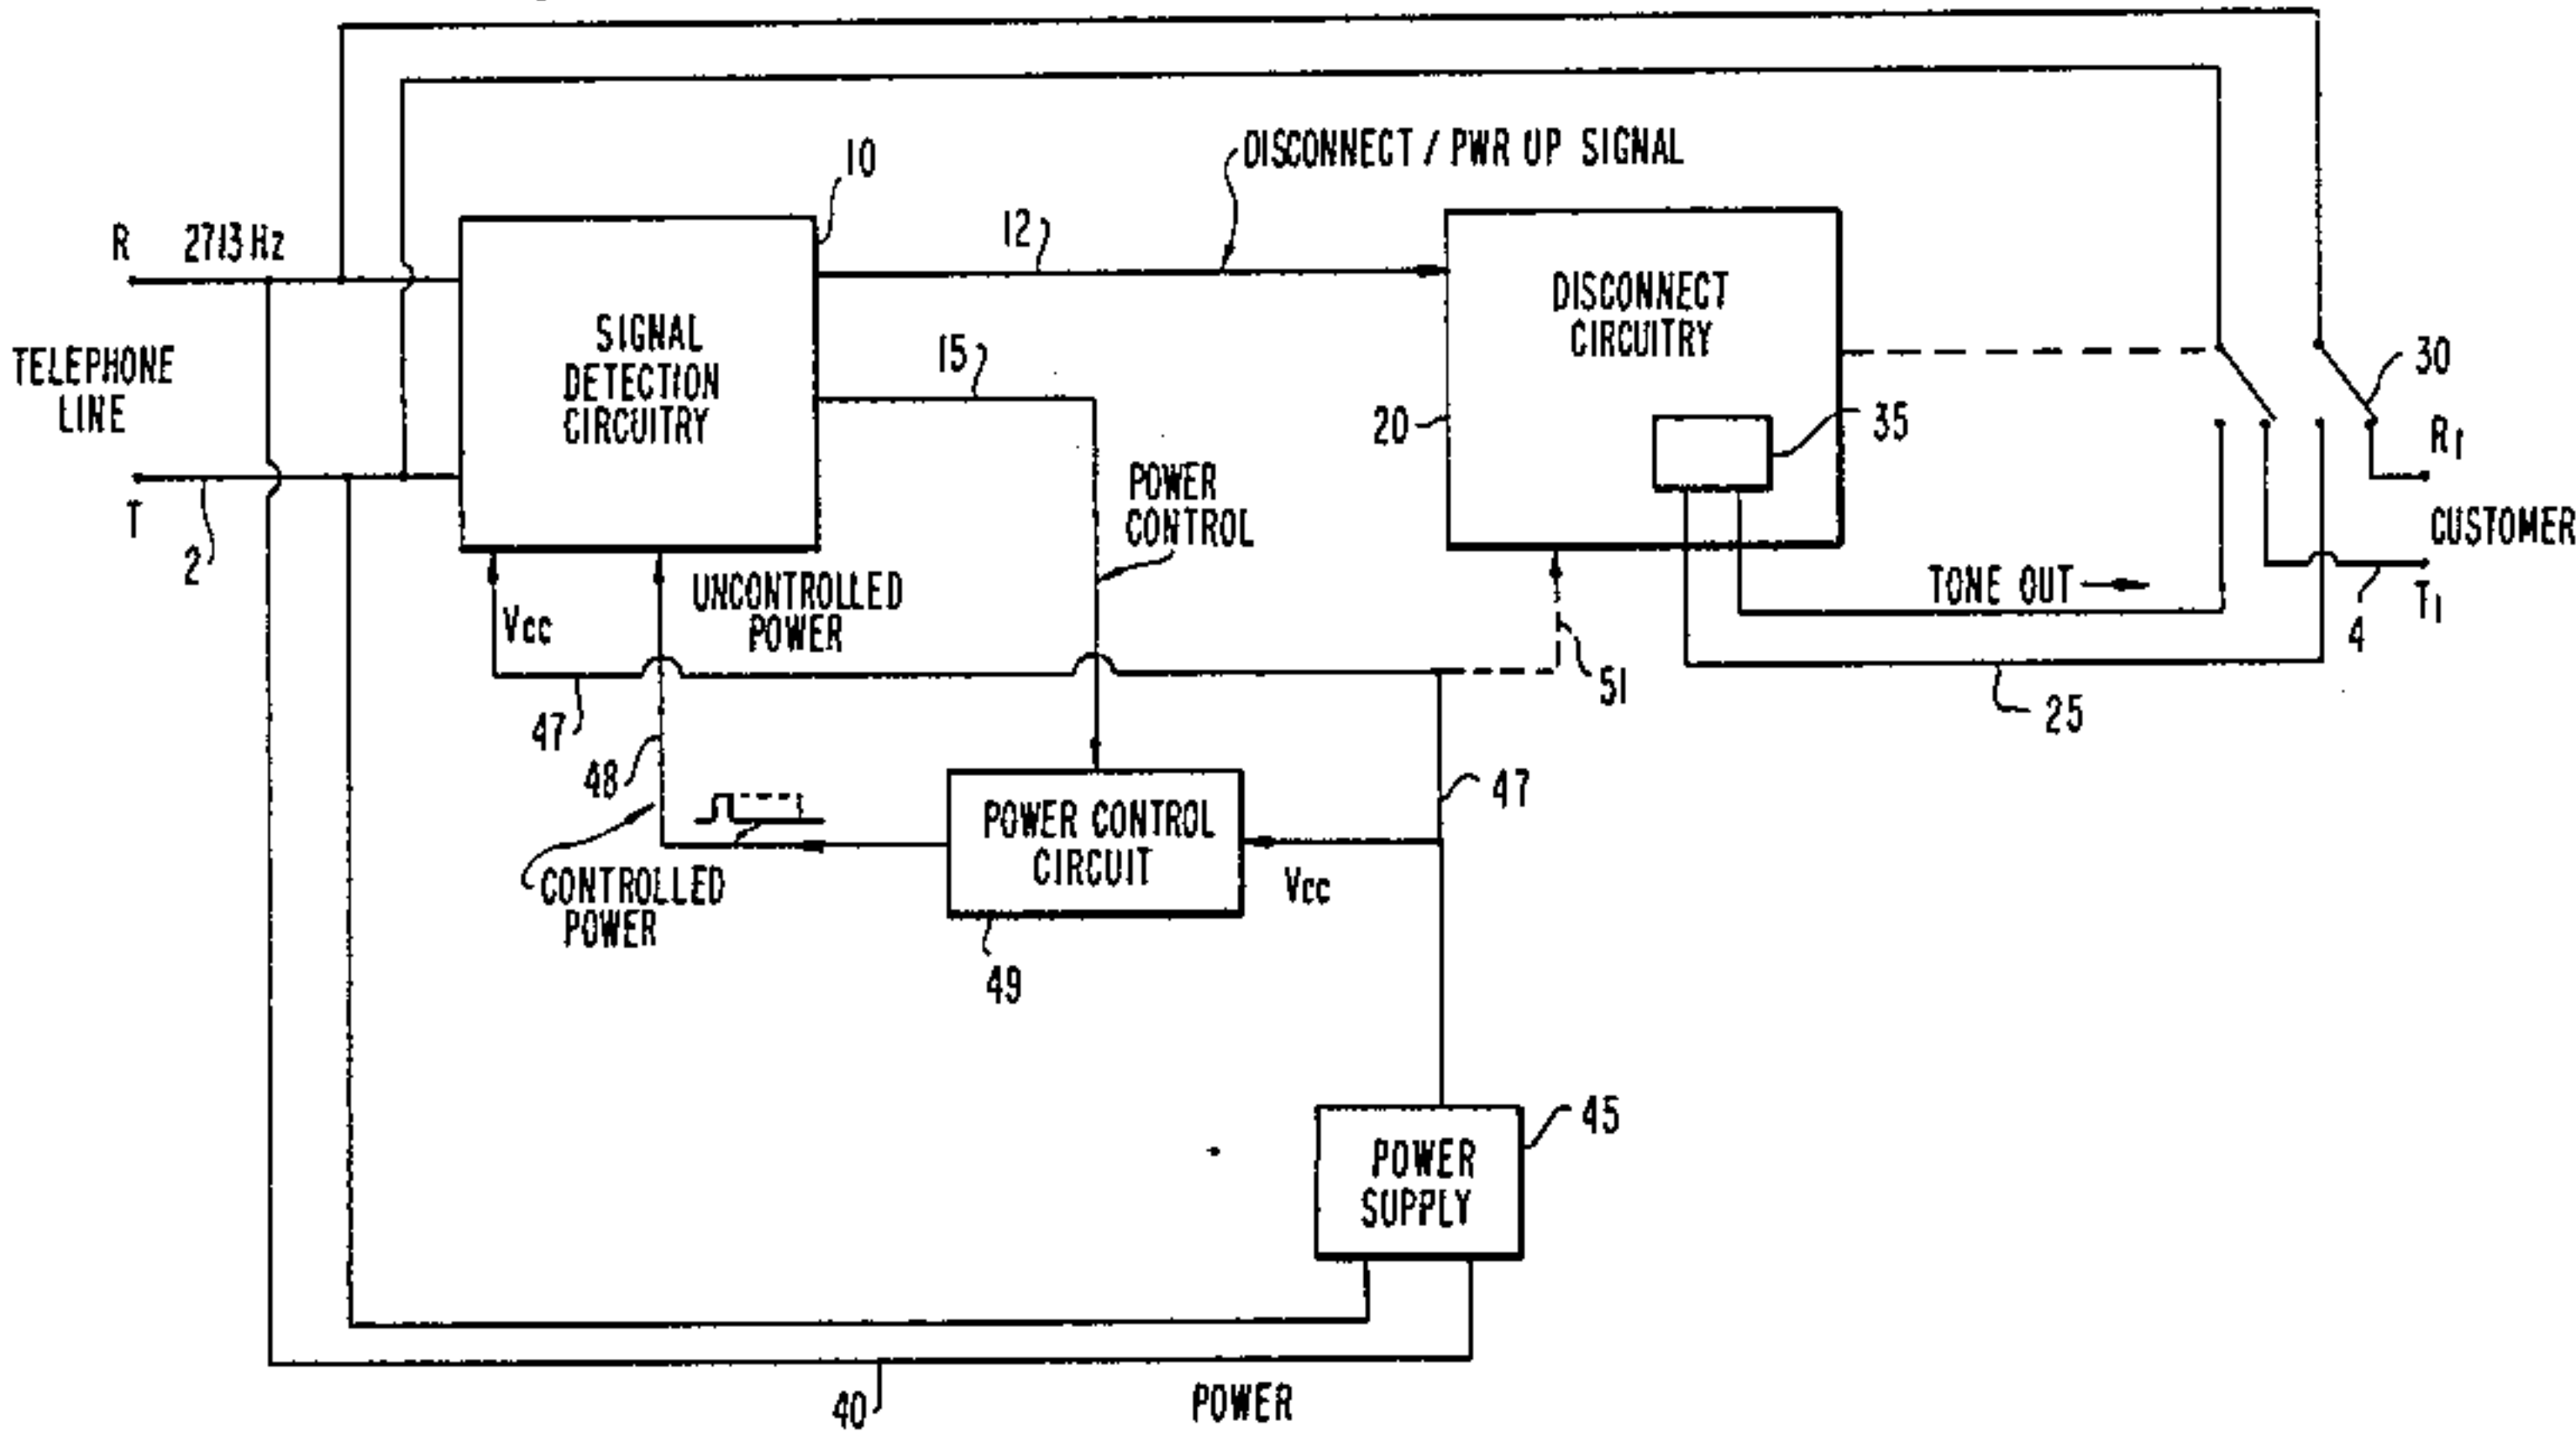 10
DISCONNECT / PWR UP SIGNAL
R 2713 Hz
12
TELEPHONE
LINE
SIGNAL
DETECTION
CIRCUITRY
15
DISCONNECT
CIRCUITRY
20
35
30
R1
CUSTOMER
T
2
POWER
CONTROL
Vcc
UNCONTROLLED
POWER
TONE OUT
4
T1
47
48
51
25
47
POWER CONTROL
CIRCUIT
Vcc
CONTROLLED
POWER
49
45
POWER
SUPPLY
40
POWER